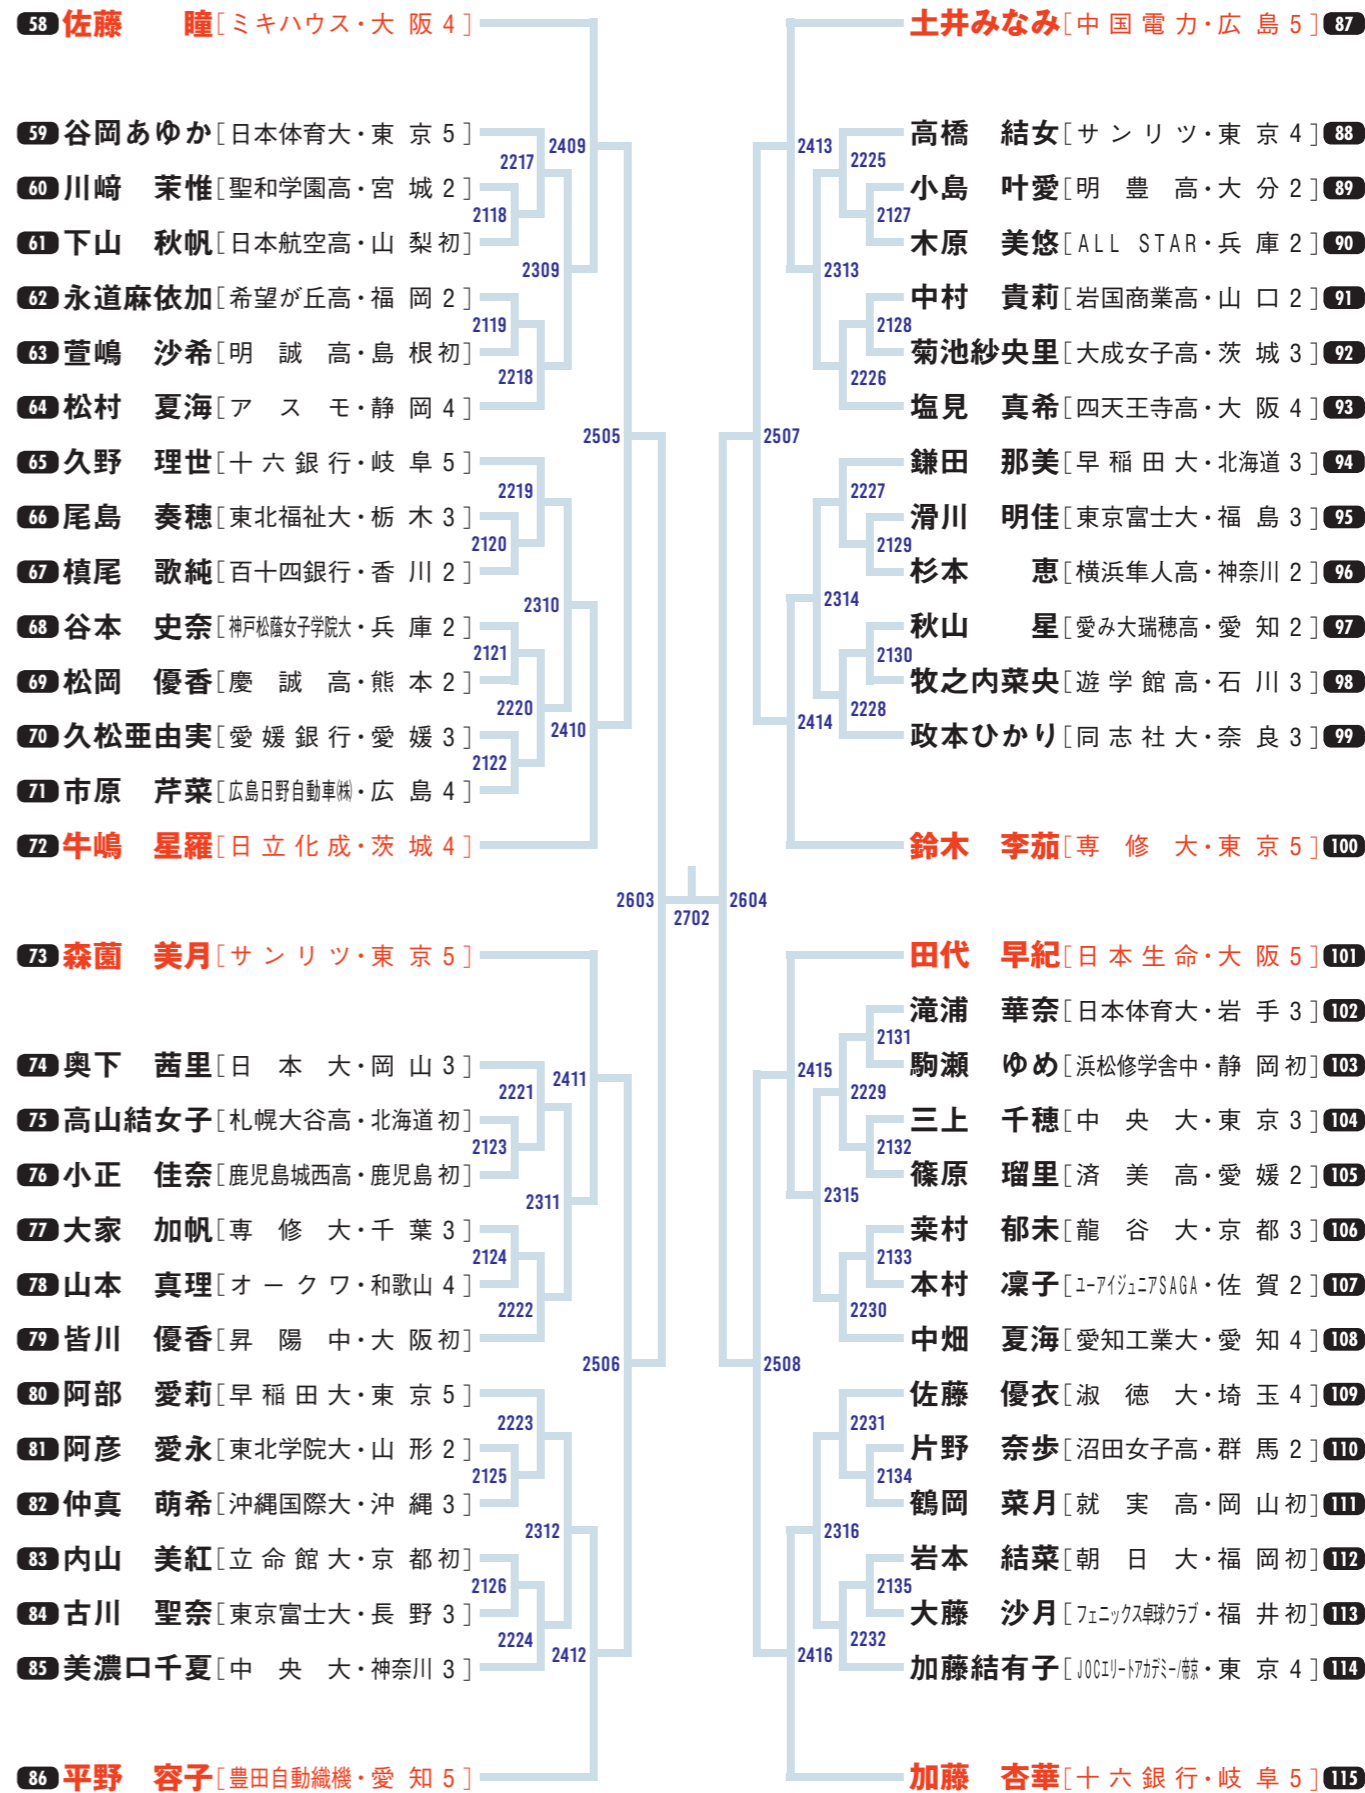 58 佐藤　瞳［ミキハウス・大阪4］
59 谷岡あゆか［日本体育大・東京5］
60 川﨑　茉惟［聖和学園高・宮城2］
61 下山　秋帆［日本航空高・山梨初］
62 永道麻依加［希望が丘高・福岡2］
63 萱嶋　沙希［明誠高・島根初］
64 松村　夏海［アスモ・静岡4］
65 久野　理世［十六銀行・岐阜5］
66 尾島　奏穂［東北福祉大・栃木3］
67 槙尾　歌純［百十四銀行・香川2］
68 谷本　史奈［神戸松蔭女子学院大・兵庫2］
69 松岡　優香［慶誠高・熊本2］
70 久松亜由実［愛媛銀行・愛媛3］
71 市原　芹菜［広島日野自動車㈱・広島4］
72 牛嶋　星羅［日立化成・茨城4］
73 森薗　美月［サンリツ・東京5］
74 奥下　茜里［日本大・岡山3］
75 高山結女子［札幌大谷高・北海道初］
76 小正　佳奈［鹿児島城西高・鹿児島初］
77 大家　加帆［専修大・千葉3］
78 山本　真理［オークワ・和歌山4］
79 皆川　優香［昇陽中・大阪初］
80 阿部　愛莉［早稲田大・東京5］
81 阿彦　愛永［東北学院大・山形2］
82 仲真　萌希［沖縄国際大・沖縄3］
83 内山　美紅［立命館大・京都初］
84 古川　聖奈［東京富士大・長野3］
85 美濃口千夏［中央大・神奈川3］
86 平野　容子［豊田自動織機・愛知5］
2409
2217
2118
2309
2119
2218
2505
2219
2120
2310
2121
2220
2410
2122
2603
2702
2604
2411
2221
2123
2311
2124
2222
2506
2223
2125
2312
2126
2224
2412
2413
2225
2127
2313
2128
2226
2507
2227
2129
2314
2130
2228
2414
2131
2415
2229
2132
2315
2133
2230
2508
2231
2134
2316
2135
2232
2416
土井みなみ［中国電力・広島5］87
高橋　結女［サンリツ・東京4］88
小島　叶愛［明豊高・大分2］89
木原　美悠［ALL STAR・兵庫2］90
中村　貴莉［岩国商業高・山口2］91
菊池紗央里［大成女子高・茨城3］92
塩見　真希［四天王寺高・大阪4］93
鎌田　那美［早稲田大・北海道3］94
滑川　明佳［東京富士大・福島3］95
杉本　恵［横浜隼人高・神奈川2］96
秋山　星［愛み大瑞穂高・愛知2］97
牧之内菜央［遊学館高・石川3］98
政本ひかり［同志社大・奈良3］99
鈴木　李茄［専修大・東京5］100
田代　早紀［日本生命・大阪5］101
滝浦　華奈［日本体育大・岩手3］102
駒瀬　ゆめ［浜松修学舎中・静岡初］103
三上　千穂［中央大・東京3］104
篠原　瑠里［済美高・愛媛2］105
桒村　郁未［龍谷大・京都3］106
本村　凜子［ユーアイジュニアSAGA・佐賀2］107
中畑　夏海［愛知工業大・愛知4］108
佐藤　優衣［淑徳大・埼玉4］109
片野　奈歩［沼田女子高・群馬2］110
鶴岡　菜月［就実高・岡山初］111
岩本　結菜［朝日大・福岡初］112
大藤　沙月［フェニックス卓球クラブ・福井初］113
加藤結有子［JOCエリートアカデミー/帝京・東京4］114
加藤　杏華［十六銀行・岐阜5］115